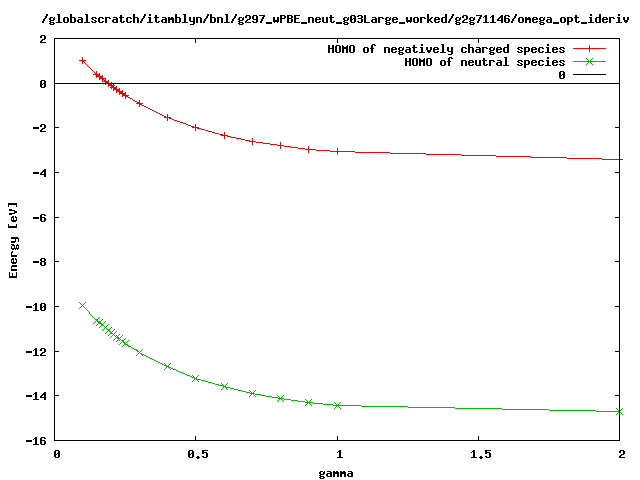 /globalscratch/itamblyn/bnl/g297_wPBE_neut_g03Large_worked/g2g71146/omega_opt_ideriv
HOMO of negatively charged species
HOMO of neutral species
0
2
0
-2
-4
-6
-8
-10
-12
-14
-16
Energy [eV]
0 0.5 1 1.5 2
gamma